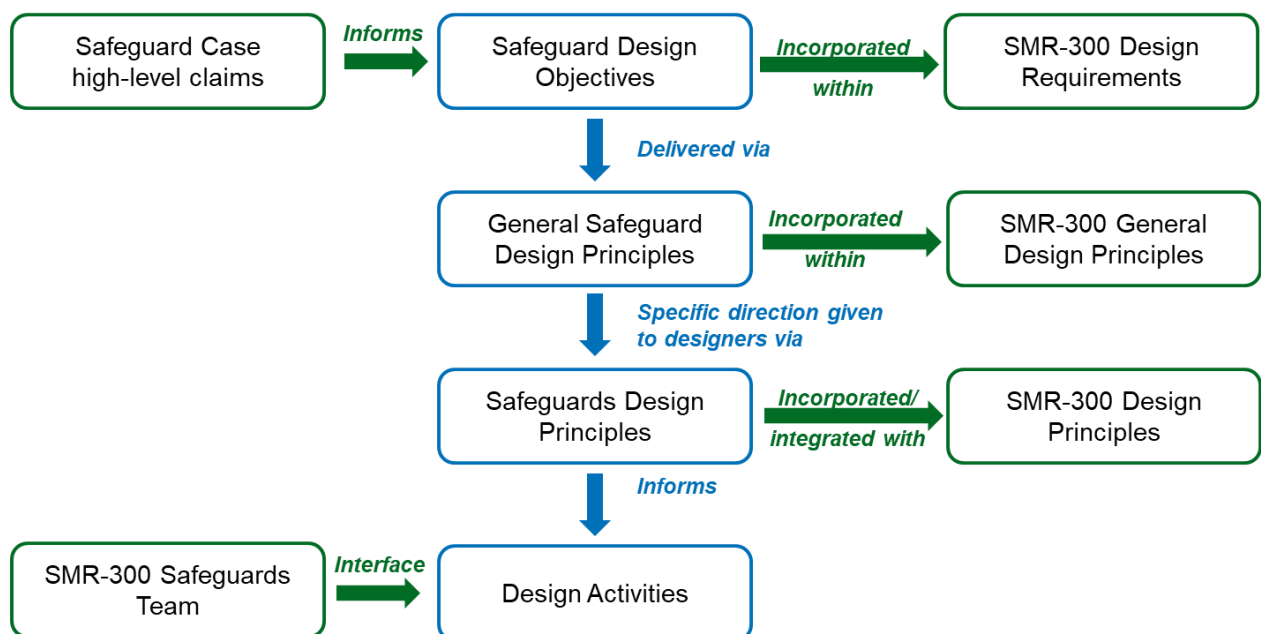 Safeguard Case
high-level claims
Informs
Safeguard Design
Objectives
Incorporated
within
SMR-300 Design
Requirements
Delivered via
General Safeguard
Design Principles
Incorporated
within
SMR-300 General
Design Principles
Specific direction given
to designers via
Safeguards Design
Principles
Incorporated/
integrated with
SMR-300 Design
Principles
Informs
SMR-300 Safeguards
Team
Interface
Design Activities